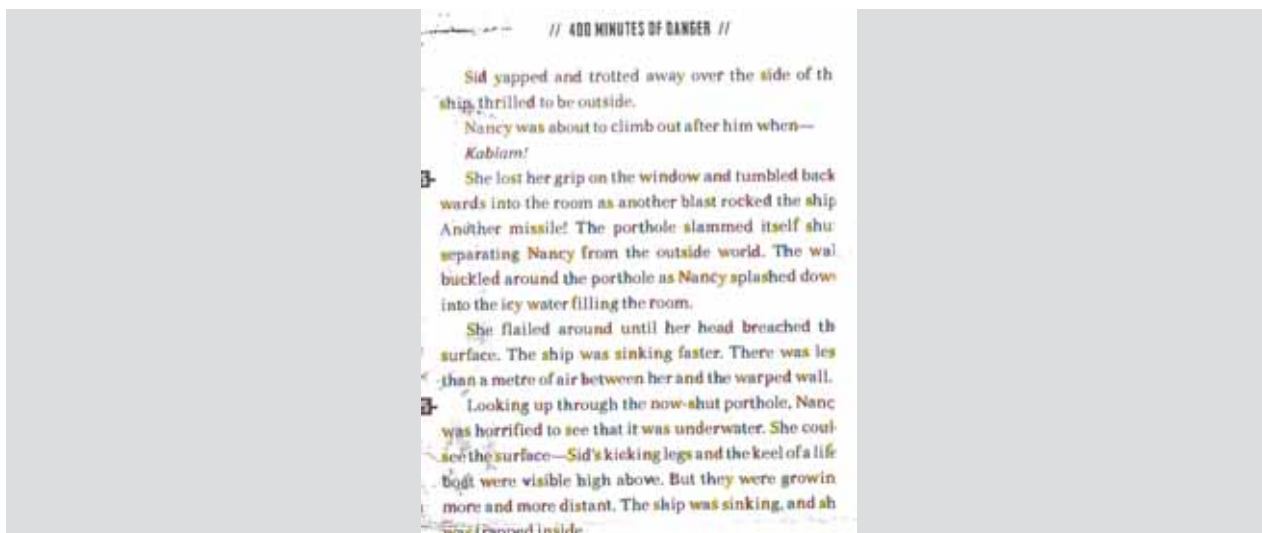 // 400 MINUTES OF DANGER //
Sid yapped and trotted away over the side of th
ship, thrilled to be outside.
Nancy was about to climb out after him when—
Kablam!
She lost her grip on the window and tumbled back
wards into the room as another blast rocked the ship
Another missile! The porthole slammed itself shu
separating Nancy from the outside world. The wal
buckled around the porthole as Nancy splashed dow
into the icy water filling the room.
She flailed around until her head breached th
surface. The ship was sinking faster. There was les
than a metre of air between her and the warped wall.
Looking up through the now-shut porthole, Nanc
was horrified to see that it was underwater. She coul
see the surface—Sid's kicking legs and the keel of a life
boat were visible high above. But they were growin
more and more distant. The ship was sinking, and sh
was trapped inside.